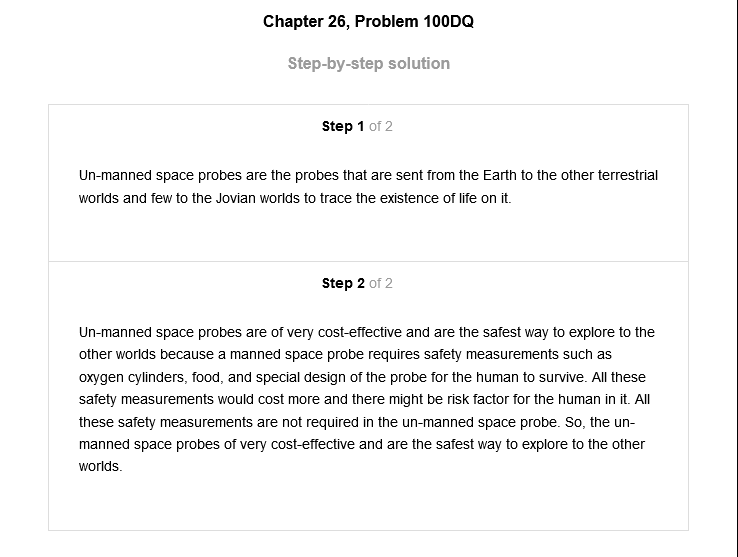 Chapter 26, Problem 100DQ
Step-by-step solution
Step 1 of 2
Un-manned space probes are the probes that are sent from the Earth to the other terrestrial
worlds and few to the Jovian worlds to trace the existence of life on it.
Step 2 of 2
Un-manned space probes are of very cost-effective and are the safest way to explore to the
other worlds because a manned space probe requires safety measurements such as
oxygen cylinders, food, and special design of the probe for the human to survive. All these
safety measurements would cost more and there might be risk factor for the human in it. All
these safety measurements are not required in the un-manned space probe. So, the un-
manned space probes of very cost-effective and are the safest way to explore to the other
worlds.